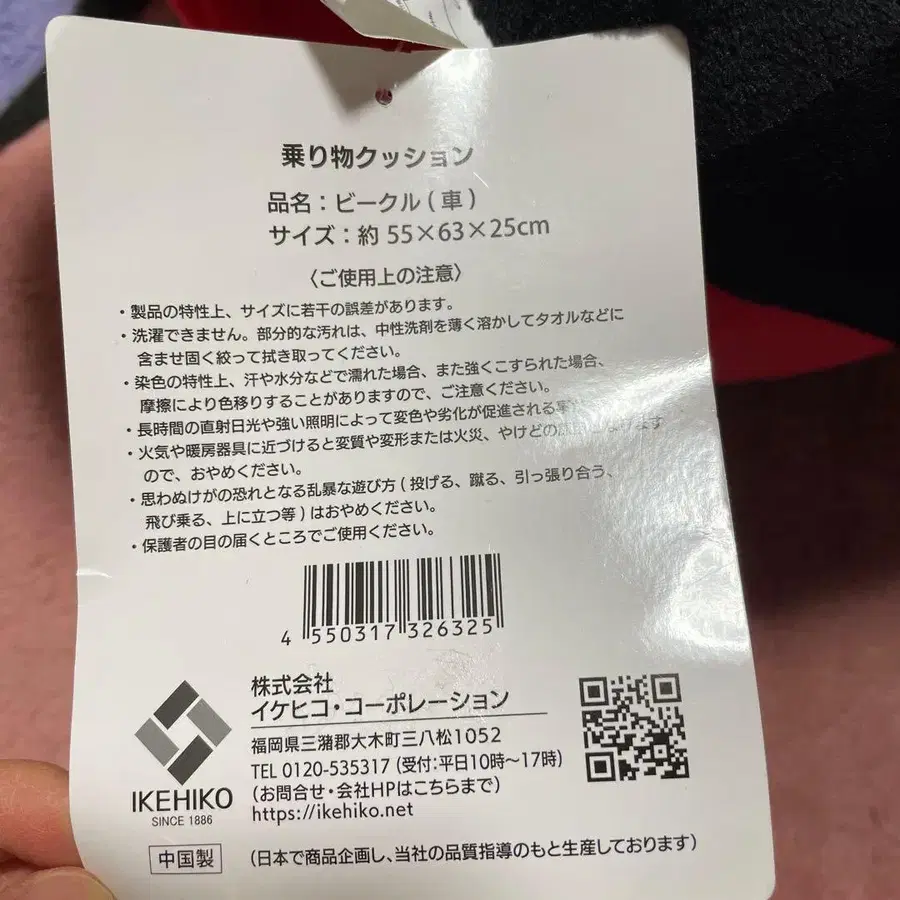 乗り物クッション
品名：ビークル(車)
サイズ：約 55×63×25cm
〈ご使用上の注意〉
・製品の特性上、サイズに若干の誤差があります。
・洗濯できません。部分的な汚れは、中性洗剤を薄く溶かしてタオルなどに
含ませ固く絞って拭き取ってください。
・染色の特性上、汗や水分などで濡れた場合、また強くこすられた場合、
摩擦により色移りすることがありますので、ご注意ください。
・長時間の直射日光や強い照明によって変色や劣化が促進される
・火気や暖房器具に近づけると変質や変形または火災、やけどの原因となります
ので、おやめください。
・思わぬけがの恐れとなる乱暴な遊び方(投げる、蹴る、引っ張り合う、
飛び乗る、上に立つ等)はおやめください。
・保護者の目の届くところでご使用ください。
4 550317 326325
株式会社
イケヒコ・コーポレーション
福岡県三潴郡大木町三八松1052
TEL 0120-535317 (受付:平日10時〜17時)
(お問合せ・会社HPはこちらまで)
https://ikehiko.net
IKEHIKO
SINCE 1886
中国製
(日本で商品企画し、当社の品質指導のもと生産しております)